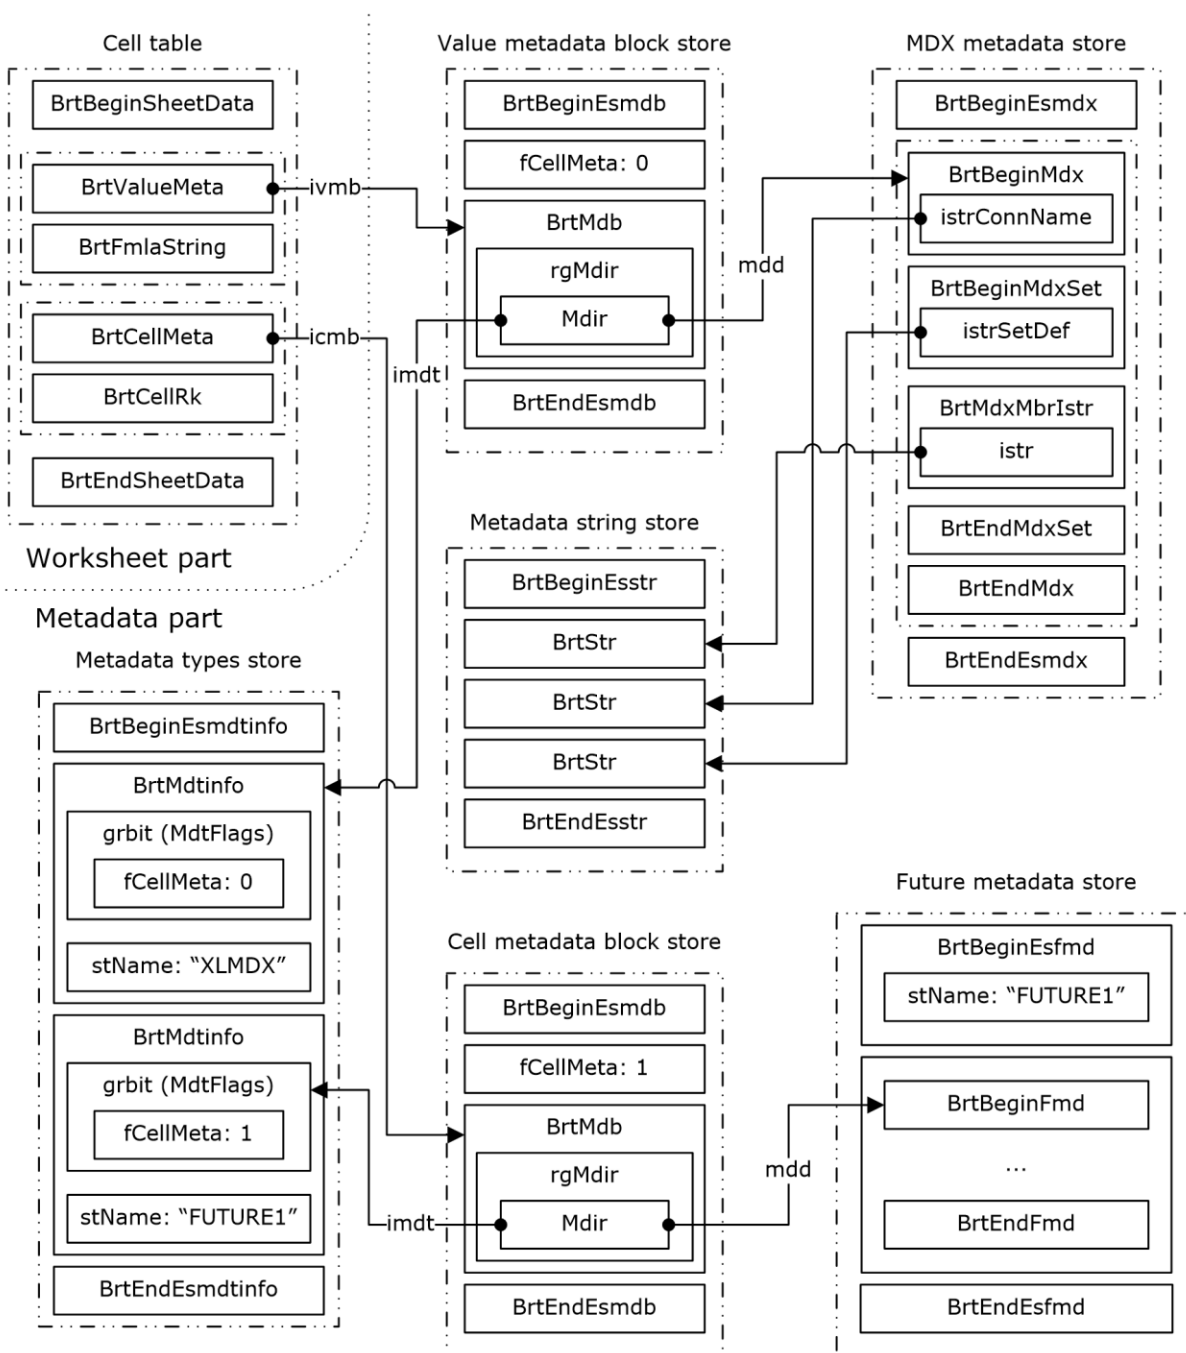 Cell table
BrtBeginSheetData
BrtValueMeta
ivmb
BrtFmlaString
BrtCellMeta
icmb
BrtCellRk
BrtEndSheetData
Worksheet part
Value metadata block store
BrtBeginEsmdb
fCellMeta: 0
BrtMdb
rgMdir
Mdir
imdt
mdd
BrtEndEsmdb
MDX metadata store
BrtBeginEsmdx
BrtBeginMdx
istrConnName
BrtBeginMdxSet
istrSetDef
BrtMdxMbrIstr
istr
BrtEndMdxSet
BrtEndMdx
BrtEndEsmdx
Metadata string store
BrtBeginEsstr
BrtStr
BrtStr
BrtStr
BrtEndEsstr
Metadata part
Metadata types store
BrtBeginEsmdtinfo
BrtMdtinfo
grbit (MdtFlags)
fCellMeta: 0
stName: “XLMDX”
BrtMdtinfo
grbit (MdtFlags)
fCellMeta: 1
stName: “FUTURE1”
BrtEndEsmdtinfo
Cell metadata block store
BrtBeginEsmdb
fCellMeta: 1
BrtMdb
rgMdir
Mdir
imdt
mdd
BrtEndEsmdb
Future metadata store
BrtBeginEsfmd
stName: “FUTURE1”
BrtBeginFmd
...
BrtEndFmd
BrtEndEsfmd